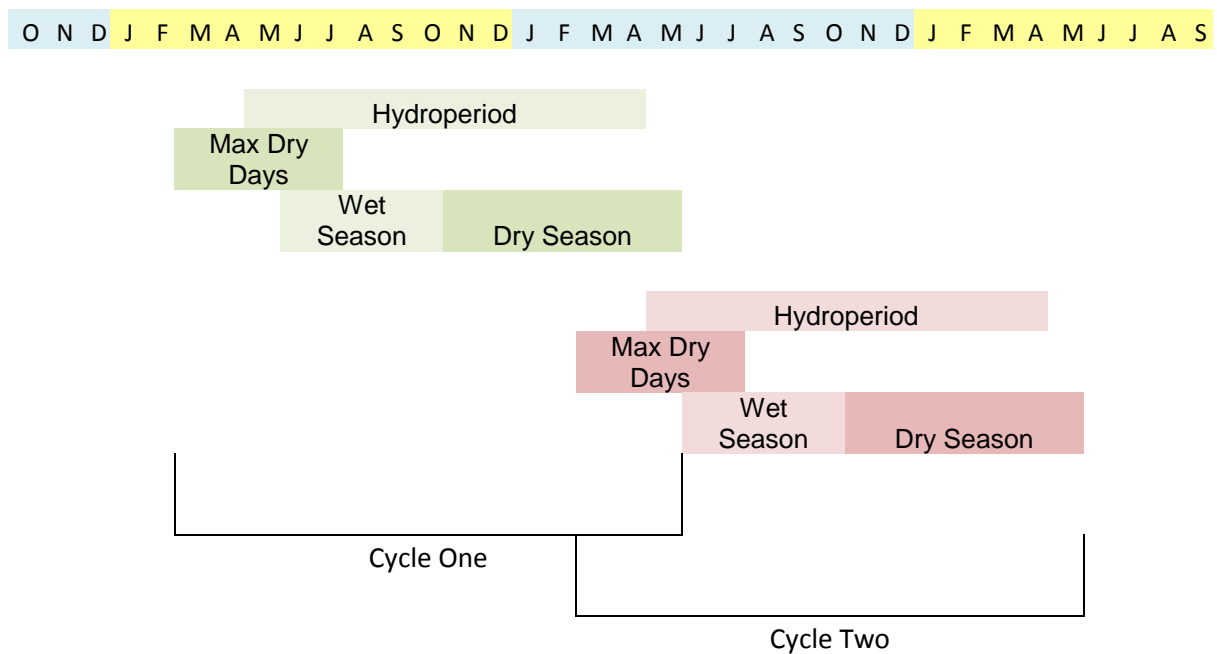 O N D J F M A M J J A S O N D J F M A M J J A S O N D J F M A M J J A S
Hydroperiod
Max Dry
Days
Wet
Season
Dry Season
Hydroperiod
Max Dry
Days
Wet
Season
Dry Season
Cycle One
Cycle Two